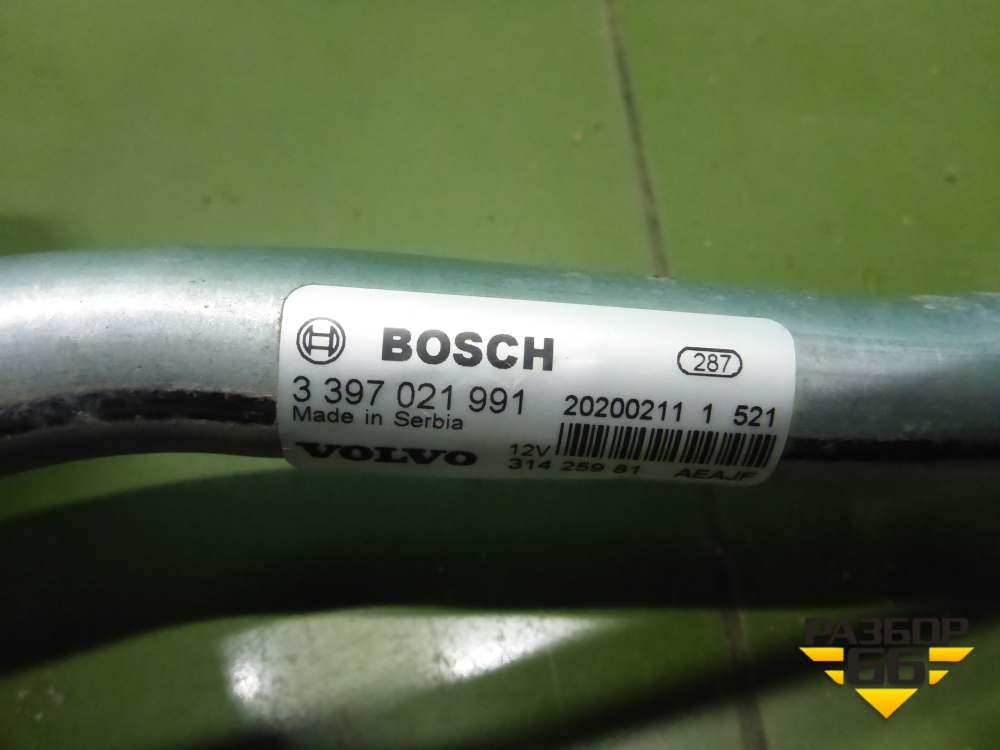 BOSCH
287
3 397 021 991
20200211 1 521
Made in Serbia
VOLVO
12V
314 259 81 AEAJF
РАЗБОР
66